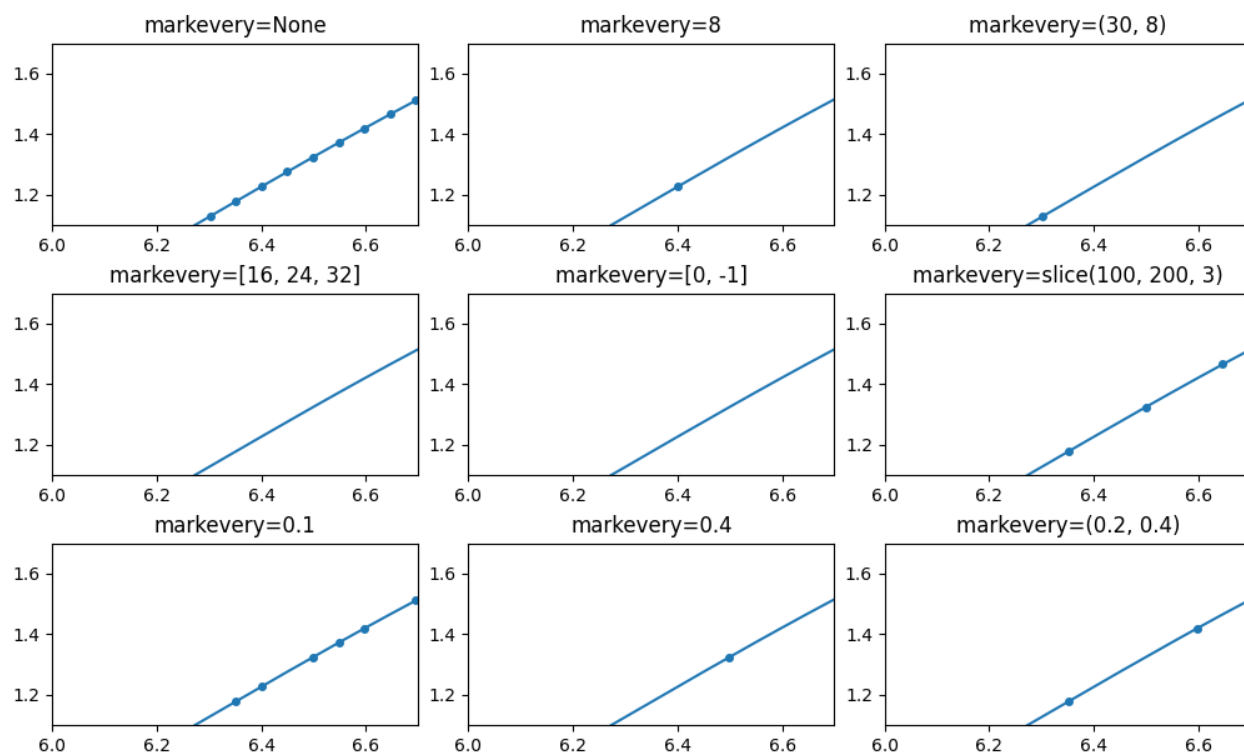 markevery=None markevery=8 markevery=(30, 8)
1.6 1.6 1.6
1.4 1.4 1.4
1.2 1.2 1.2
6.0 6.2 6.4 6.6 6.0 6.2 6.4 6.6 6.0 6.2 6.4 6.6
markevery=[16, 24, 32] markevery=[0, -1] markevery=slice(100, 200, 3)
1.6 1.6 1.6
1.4 1.4 1.4
1.2 1.2 1.2
6.0 6.2 6.4 6.6 6.0 6.2 6.4 6.6 6.0 6.2 6.4 6.6
markevery=0.1 markevery=0.4 markevery=(0.2, 0.4)
1.6 1.6 1.6
1.4 1.4 1.4
1.2 1.2 1.2
6.0 6.2 6.4 6.6 6.0 6.2 6.4 6.6 6.0 6.2 6.4 6.6